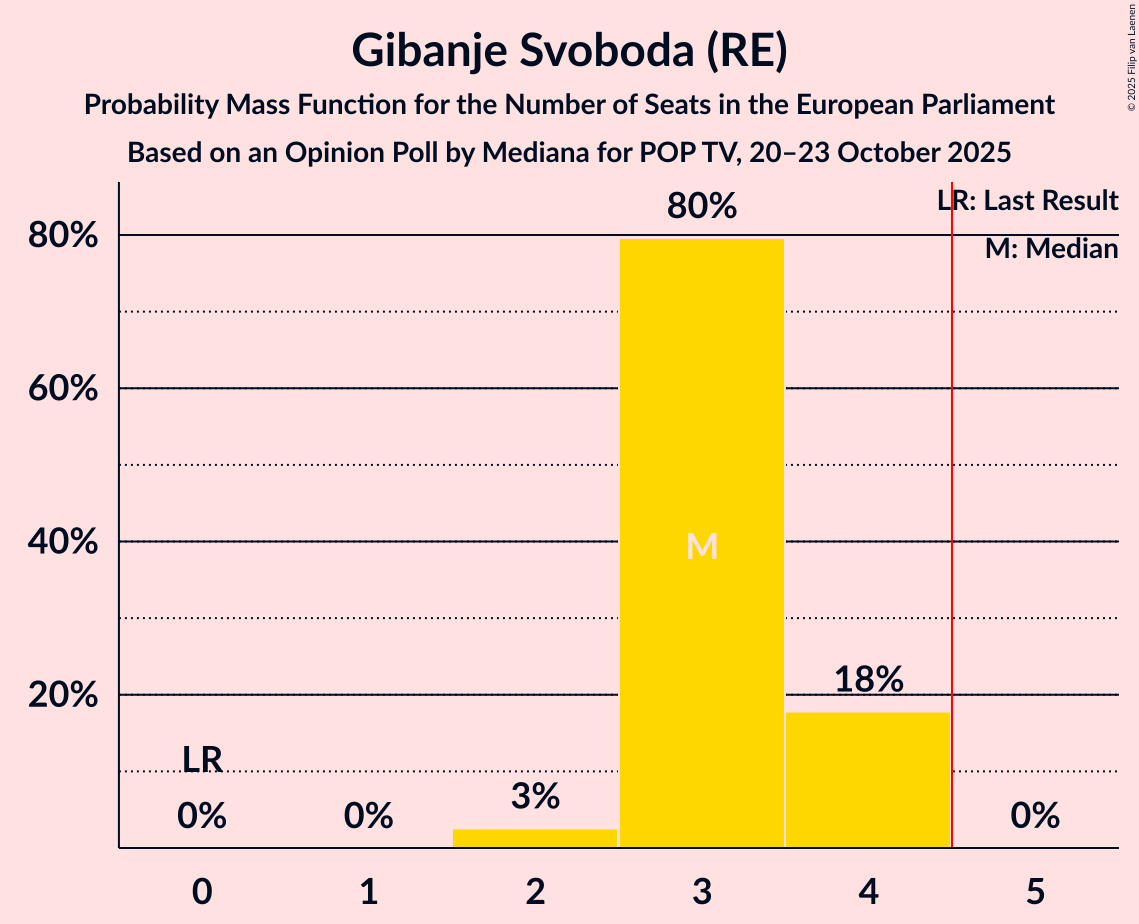 Gibanje Svoboda (RE)
Probability Mass Function for the Number of Seats in the European Parliament
Based on an Opinion Poll by Mediana for POP TV, 20–23 October 2025
© 2025 Filip van Laenen
LR: Last Result
M: Median
80%
60%
40%
20%
80%
M
18%
LR
0%
0%
3%
0%
0
1
2
3
4
5